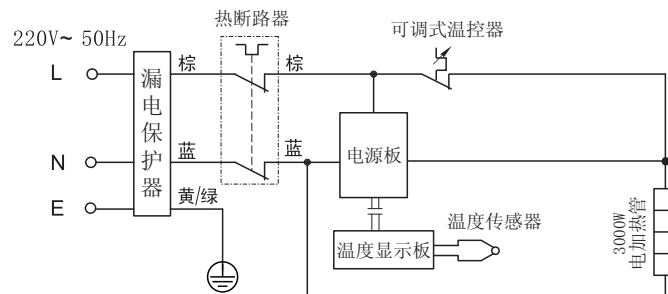 热断路器
220V~ 50Hz
可调式温控器
L
棕
棕
漏电保护器
N
蓝
蓝
电源板
E
黄/绿
温度传感器
温度显示板
3000W
电加热管